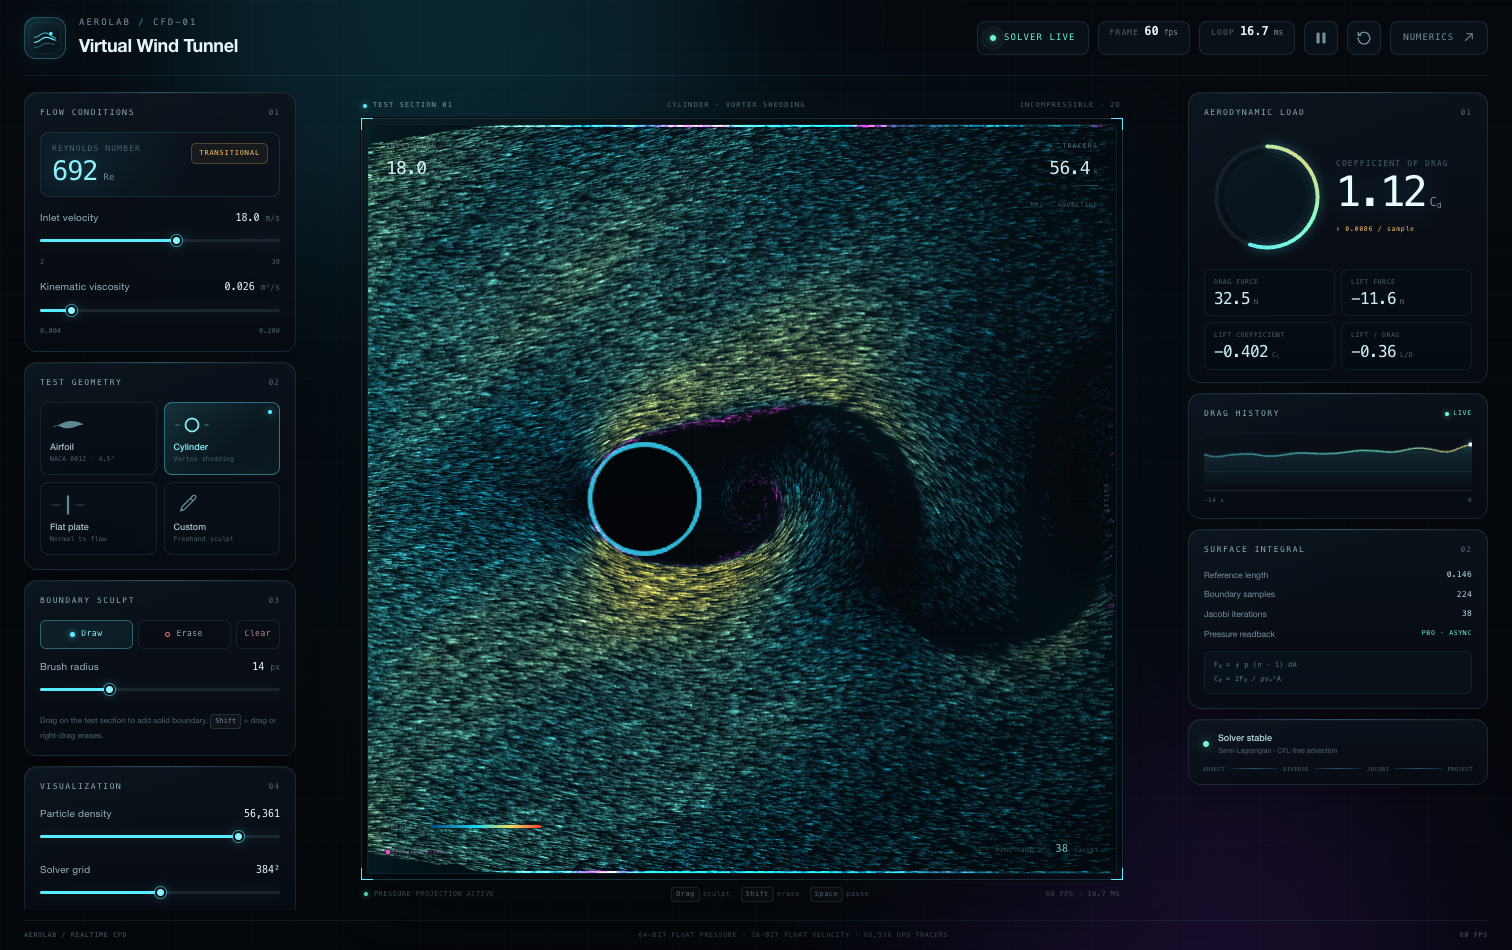 AEROLAB / CFD-01
Virtual Wind Tunnel
SOLVER LIVE
FRAME 60 fps
LOOP 16.7 ms
NUMERICS
FLOW CONDITIONS 01
REYNOLDS NUMBER
692 Re
TRANSITIONAL
Inlet velocity 18.0 m/s
2 30
Kinematic viscosity 0.026 m²/s
0.004 0.200
TEST GEOMETRY 02
Airfoil
NACA 0012 · 4.5°
Cylinder
Vortex shedding
Flat plate
Normal to flow
Custom
Freehand sculpt
BOUNDARY SCULPT 03
Draw
Erase
Clear
Brush radius 14 px
Drag on the test section to add solid boundary. Shift + drag or
right-drag erases.
VISUALIZATION 04
Particle density 56,361
Solver grid 384²
TEST SECTION 01
CYLINDER · VORTEX SHEDDING
INCOMPRESSIBLE · 2D
18.0
TRACERS
56.4 k
RK2 · ADVECTIVE
38
PRESSURE PROJECTION ACTIVE
Drag sculpt Shift erase Space pause
60 FPS · 16.7 MS
AERODYNAMIC LOAD 01
COEFFICIENT OF DRAG
1.12 Cd
↑ 0.0086 / sample
DRAG FORCE
32.5 N
LIFT FORCE
−11.6 N
LIFT COEFFICIENT
−0.402 CL
LIFT / DRAG
−0.36 L/D
DRAG HISTORY LIVE
−14 s 0
SURFACE INTEGRAL 02
Reference length 0.146
Boundary samples 224
Jacobi iterations 38
Pressure readback PBO · ASYNC
Fd = ∮ p (n · i) dA
Cd = 2Fd / ρv∞²A
Solver stable
Semi-Lagrangian · CFL-free advection
ADVECT DIVERGE JACOBI PROJECT
AEROLAB / REALTIME CFD
64-BIT FLOAT PRESSURE · 16-BIT FLOAT VELOCITY · 65,536 GPU TRACERS
60 FPS